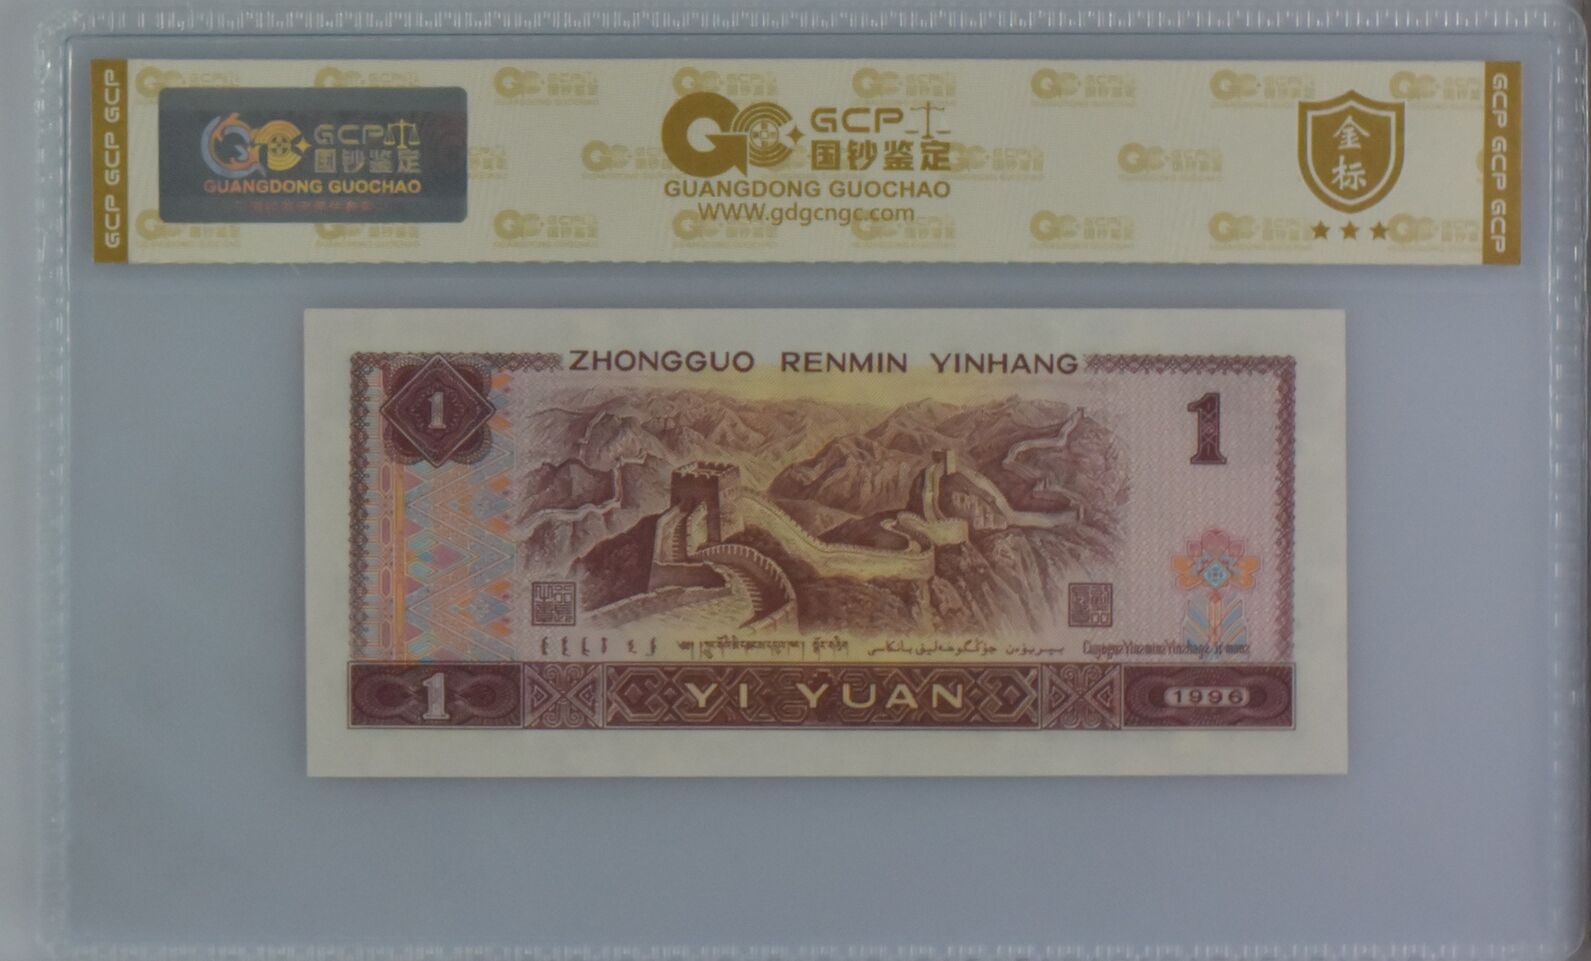 GCP GCP GCP
GCP
国钞鉴定
GUANGDONG GUOCHAO
GCP
国钞鉴定
GUANGDONG GUOCHAO
WWW.gdgcngc.com
金标
GCP GCP GCP
ZHONGGUO RENMIN YINHANG
1
1
1
YI YUAN
1996